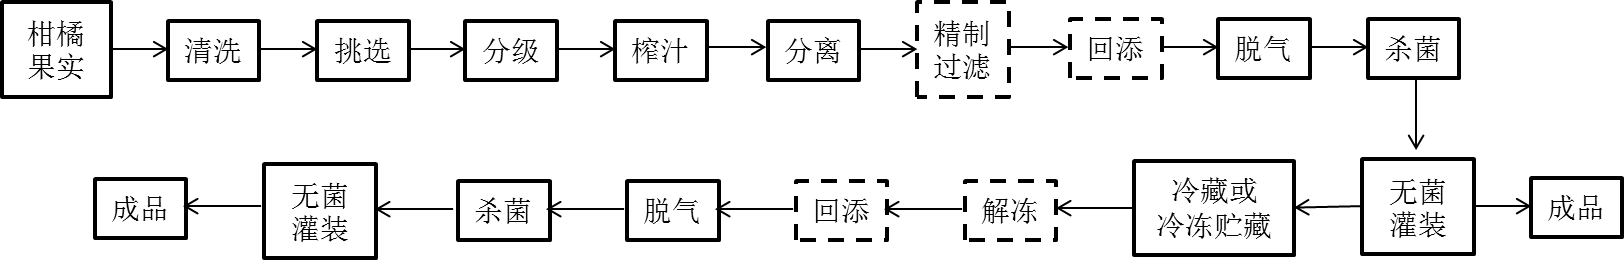 柑橘
果实
清洗
挑选
分级
榨汁
分离
精制
过滤
回添
脱气
杀菌
无菌
灌装
成品
冷藏或
冷冻贮藏
解冻
回添
脱气
杀菌
无菌
灌装
成品